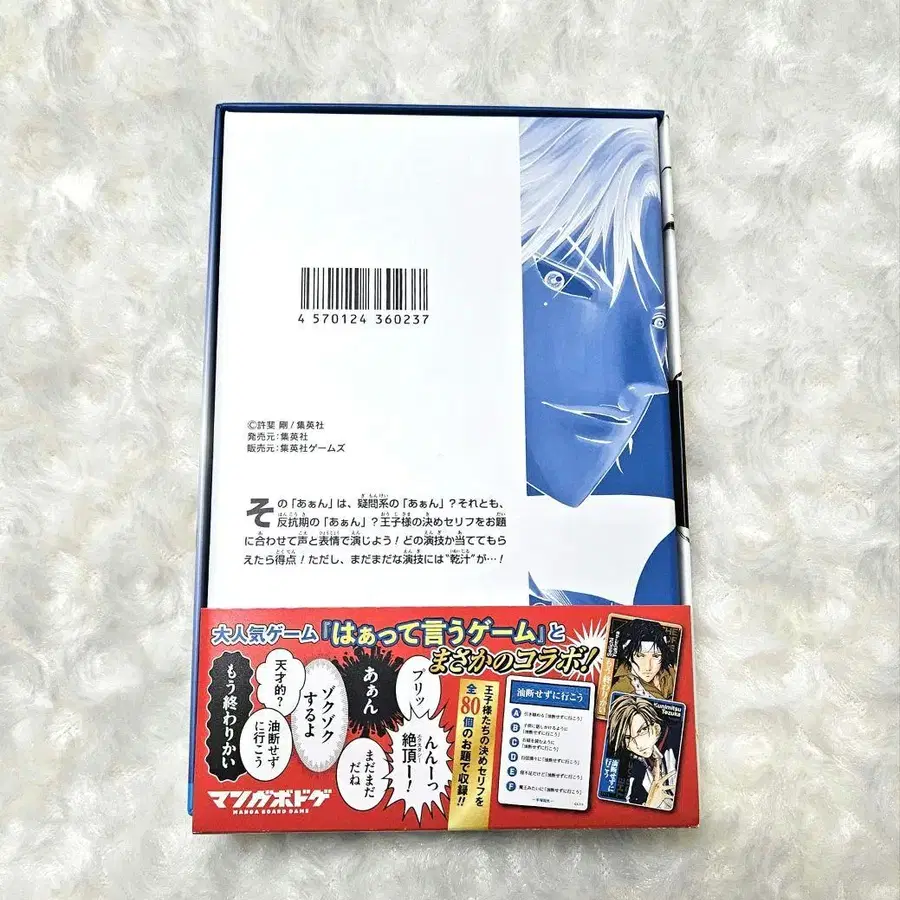 4 570124 360237
©許斐 剛/集英社
発売元:集英社
販売元:集英社ゲームズ
その「あぁん」は、疑問系の「あぁん」?それとも、
反抗期の「あぁん」?王子様の決めセリフをお題
に合わせて声と表情で演じよう!どの演技か当ててもら
えたら得点!ただし、まだまだな演技には“乾汁”が…!
大人気ゲーム『はぁって言うゲーム』と
まさかのコラボ!
もう終わりかい
天才的?
油断せず
に行こう
ゾクゾク
するよ
あぁん
まだまだ
だね
プリッ
んんーっ
絶頂ー!
王子様たちの決めセリフを
全80個のお題で収録!!
油断せずに行こう
A
B
C
D
E
F
Kunimitsu
Tezuka
油断せずに
行こう
マンガボドゲ
MANGA BOARD GAME